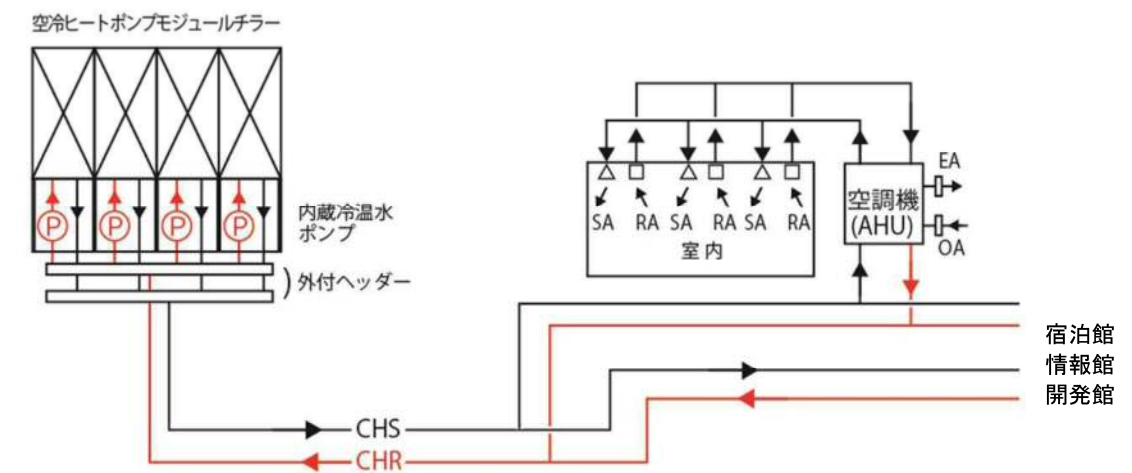 空冷ヒートポンプモジュールチラー
P P P P
内蔵冷温水
ポンプ
外付ヘッダー
SA RA SA RA SA RA
室内
空調機
(AHU)
EA
OA
宿泊館
情報館
開発館
CHS
CHR